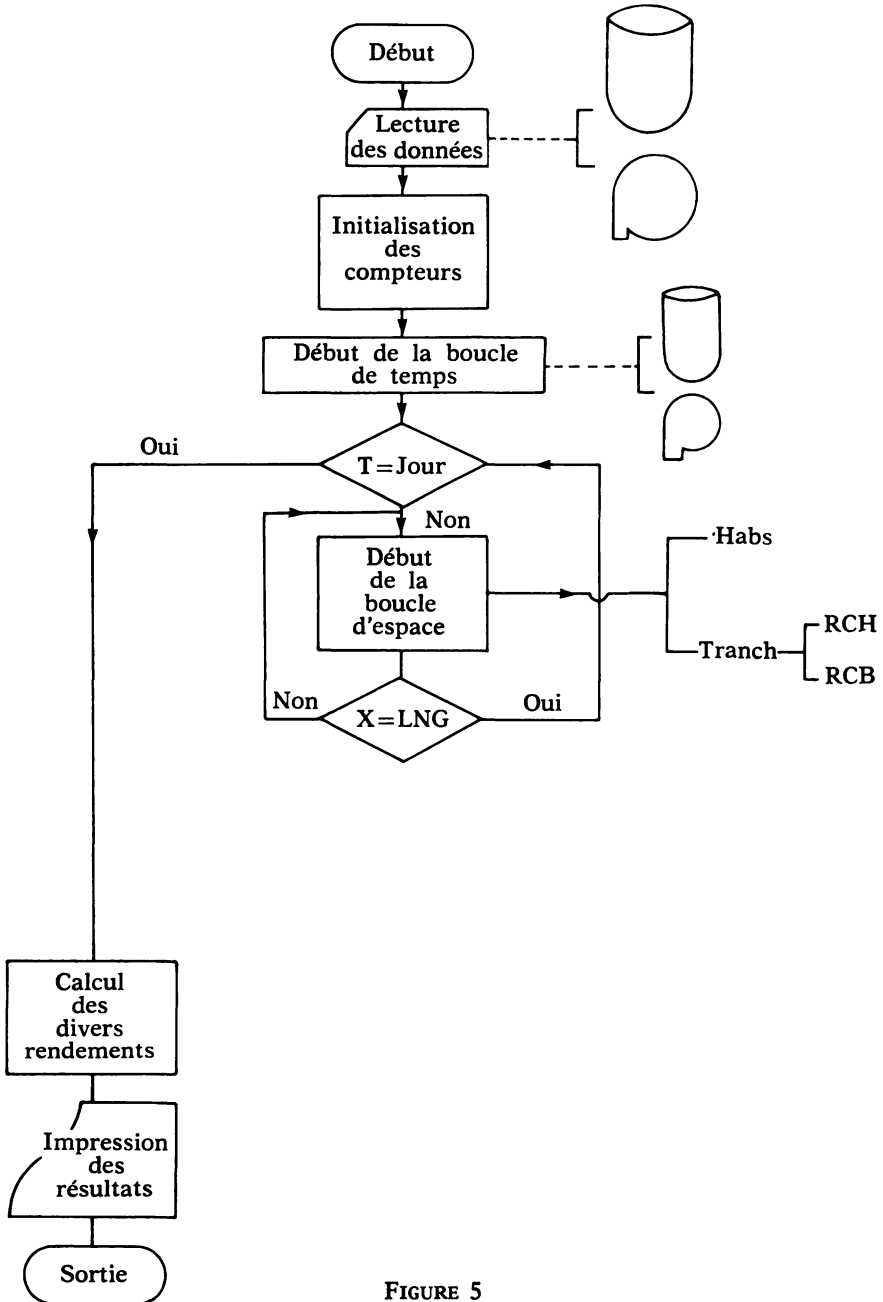 Début
Lecture
des données
Initialisation
des
compteurs
Début de la boucle
de temps
Oui
T=Jour
Non
Début
de la
boucle
d'espace
Habs
Tranch
RCH
RCB
Non
X=LNG
Oui
Calcul
des
divers
rendements
Impression
des
résultats
Sortie
FIGURE 5